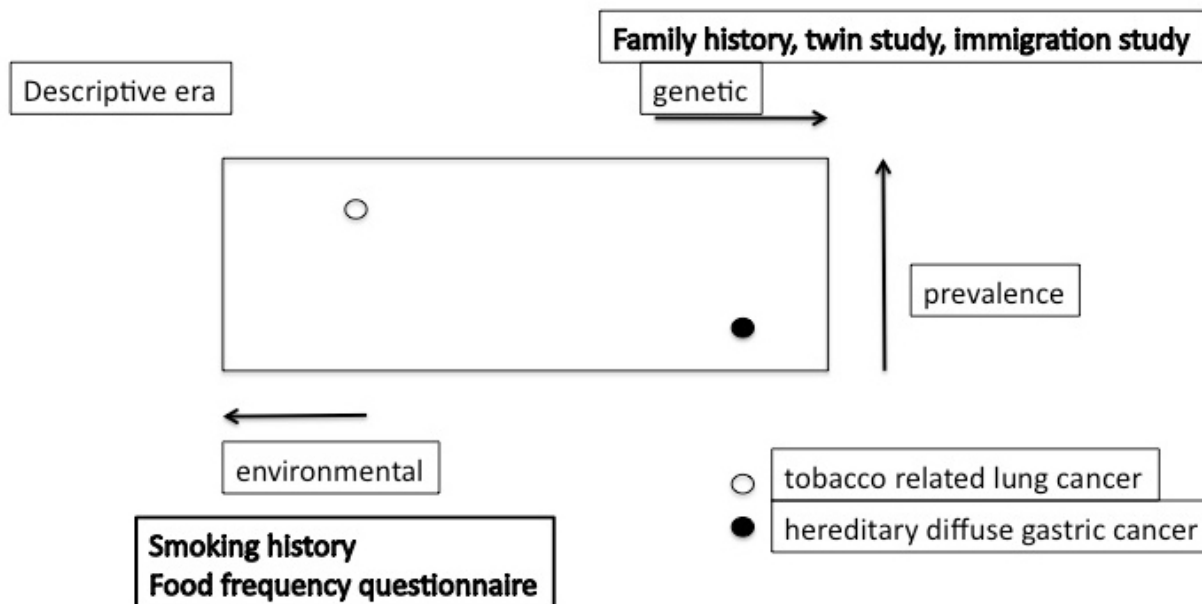 Family history, twin study, immigration study
Descriptive era
genetic
prevalence
environmental
tobacco related lung cancer
hereditary diffuse gastric cancer
Smoking history
Food frequency questionnaire